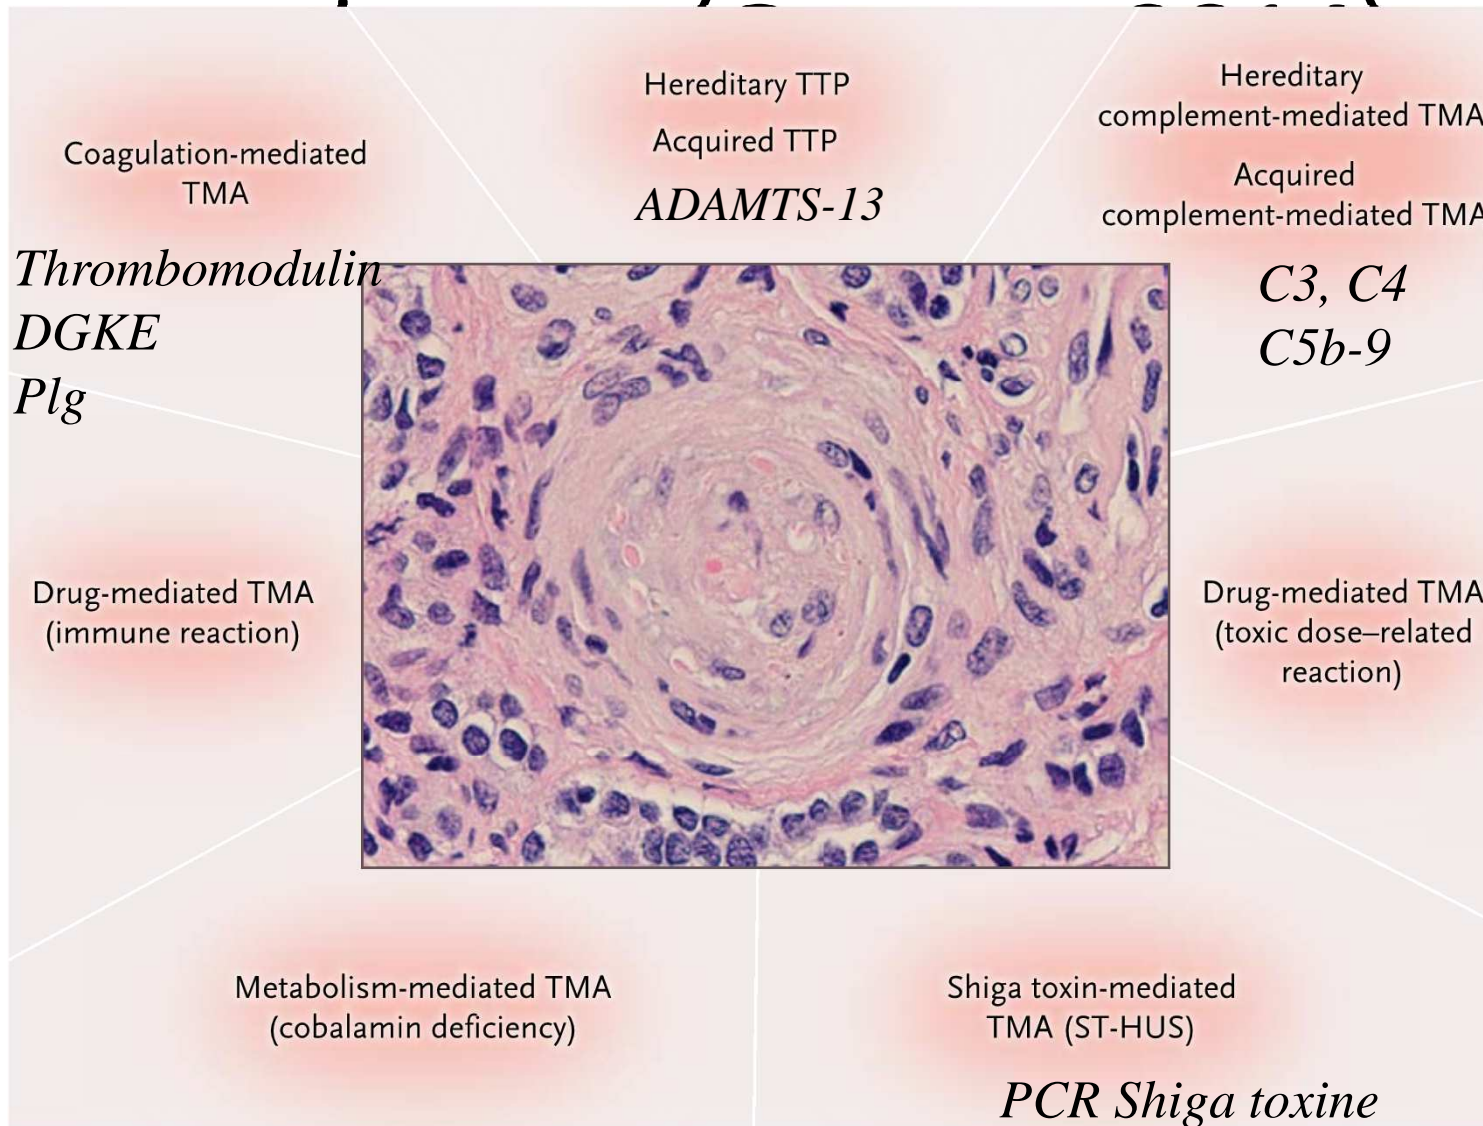 Coagulation-mediated
TMA
Thrombomodulin
DGKE
Plg
Hereditary TTP
Acquired TTP
ADAMTS-13
Hereditary
complement-mediated TMA
Acquired
complement-mediated TMA
C3, C4
C5b-9
Drug-mediated TMA
(immune reaction)
Drug-mediated TMA
(toxic dose–related
reaction)
Metabolism-mediated TMA
(cobalamin deficiency)
Shiga toxin-mediated
TMA (ST-HUS)
PCR Shiga toxine